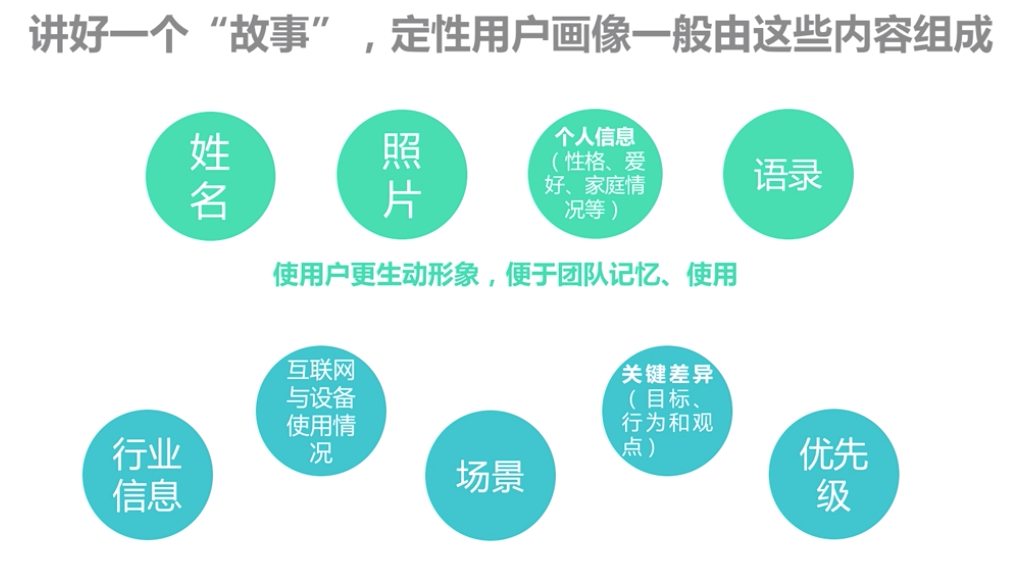 讲好一个“故事”，定性用户画像一般由这些内容组成
姓
名
照
片
个人信息
（性格、爱
好、家庭情
况等）
语录
使用户更生动形象，便于团队记忆、使用
互联网
与设备
使用情
况
关键差异
（目标、
行为和观
点）
行业
信息
场景
优先
级